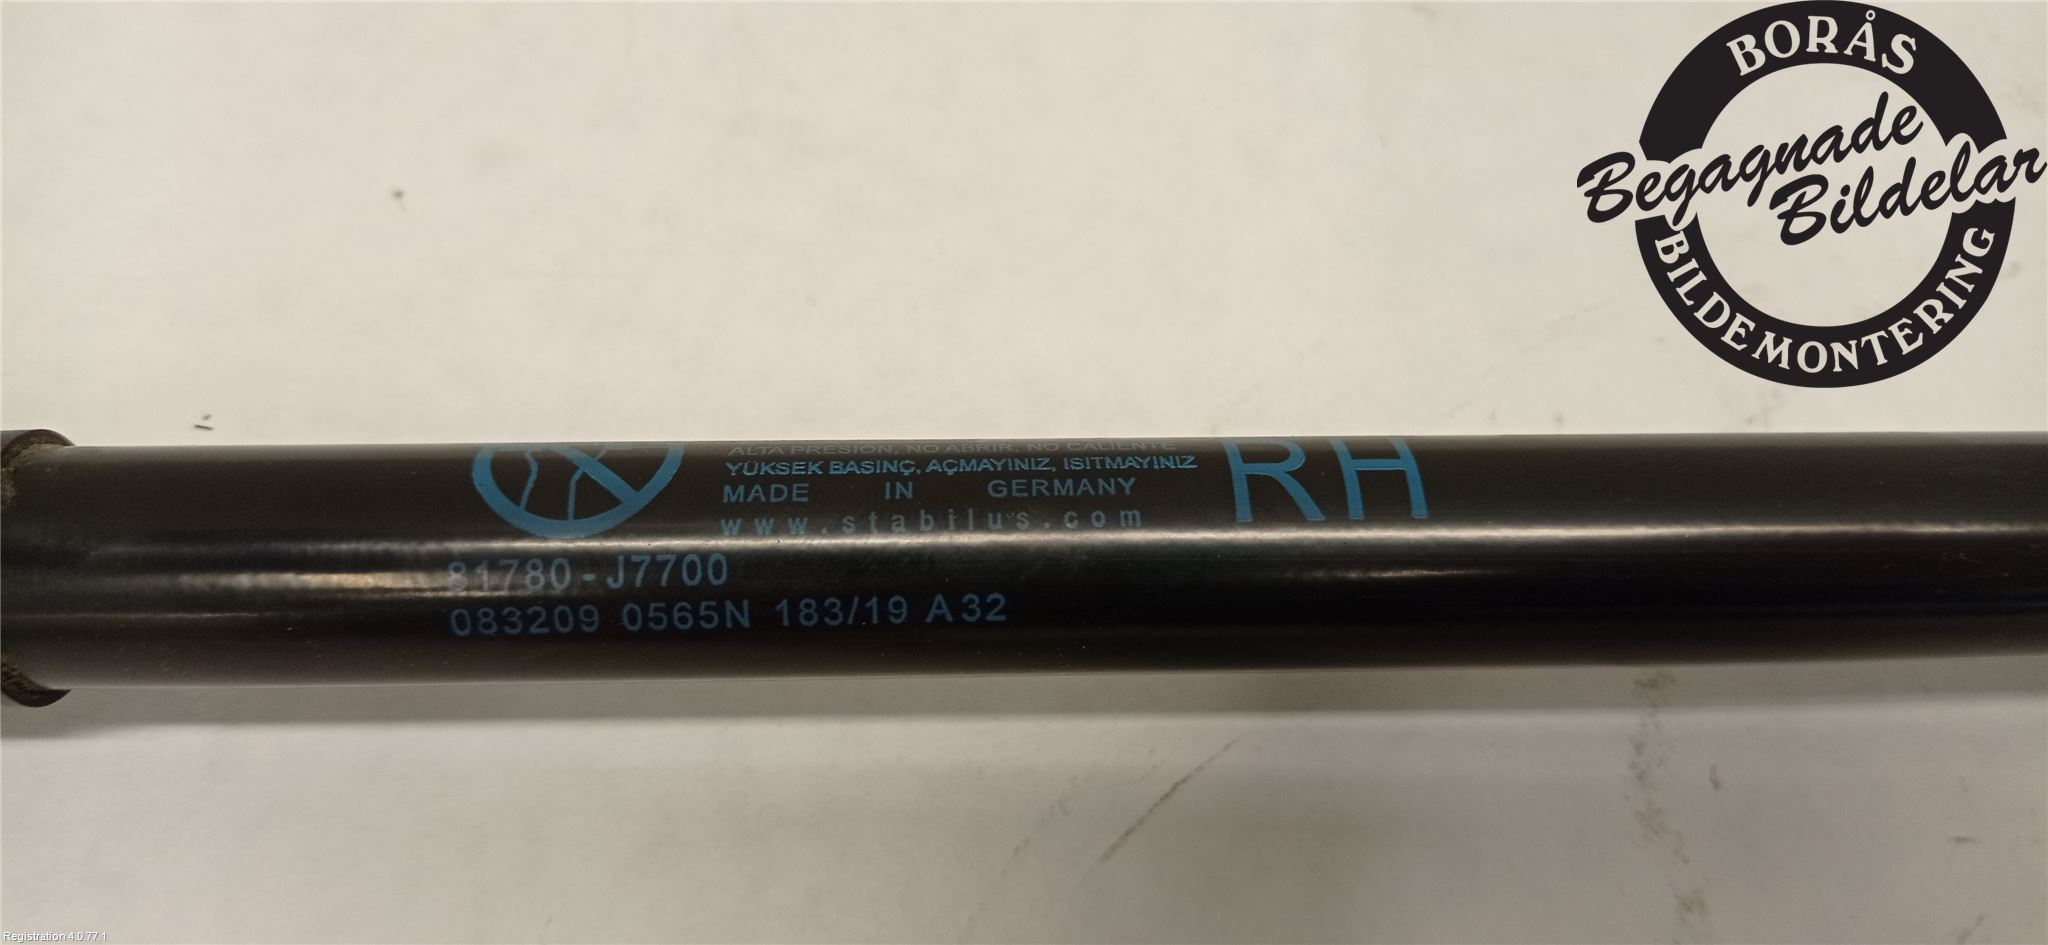 BORÅS
Begagnade
Bildelar
BILDEMONTERING
ALTA PRESION, NO ABRIR, NO CALIENTE
YÜKSEK BASINÇ, AÇMAYINIZ, ISITMAYINIZ
MADE IN GERMANY
www.stabilus.com
RH
81780-J7700
083209 0565N 183/19 A32
Registration 4.0.77.1